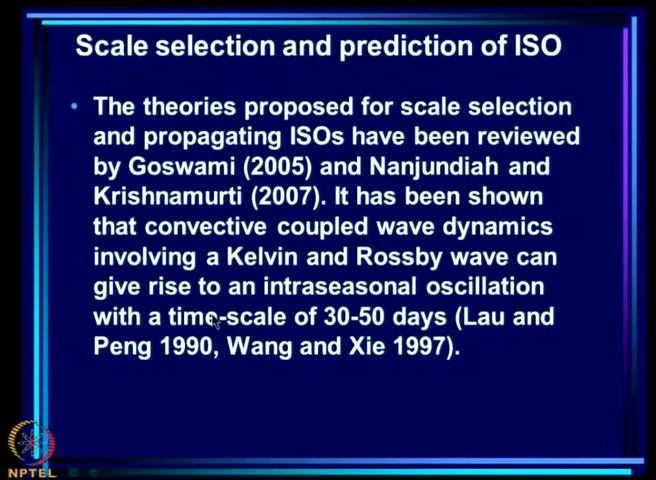 Scale selection and prediction of ISO
• The theories proposed for scale selection
and propagating ISOs have been reviewed
by Goswami (2005) and Nanjundiah and
Krishnamurti (2007). It has been shown
that convective coupled wave dynamics
involving a Kelvin and Rossby wave can
give rise to an intraseasonal oscillation
with a time-scale of 30-50 days (Lau and
Peng 1990, Wang and Xie 1997).
NPTEL